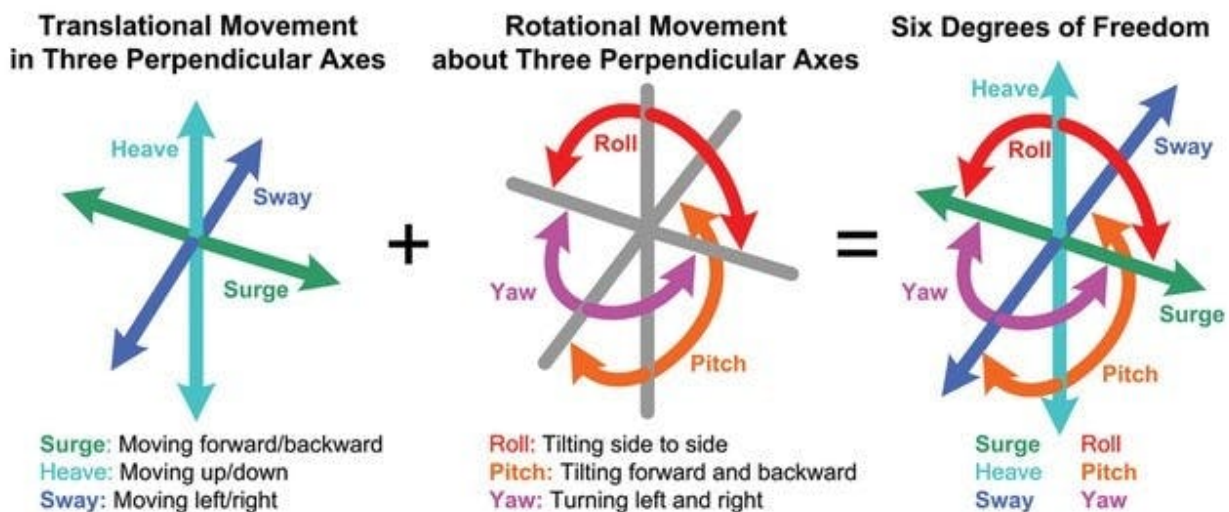 Translational Movement
in Three Perpendicular Axes
Heave
Sway
Surge
Surge: Moving forward/backward
Heave: Moving up/down
Sway: Moving left/right
+
Rotational Movement
about Three Perpendicular Axes
Roll
Yaw
Pitch
Roll: Tilting side to side
Pitch: Tilting forward and backward
Yaw: Turning left and right
=
Six Degrees of Freedom
Heave
Sway
Roll
Yaw
Surge
Pitch
Surge Roll
Heave Pitch
Sway Yaw